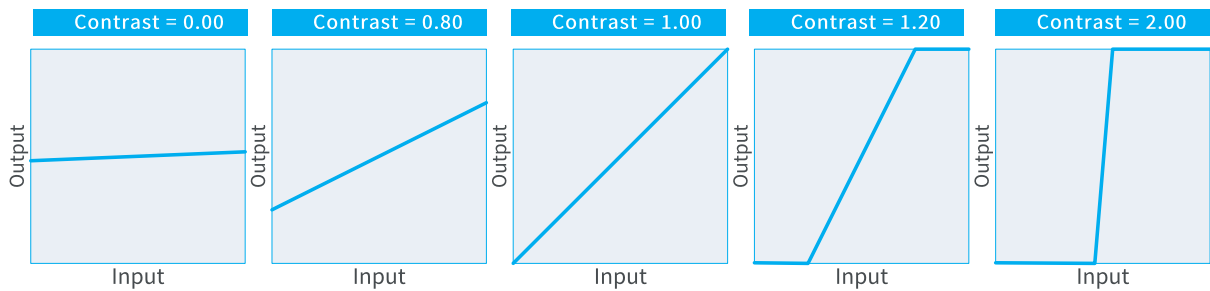 Contrast = 0.00
Contrast = 0.80
Contrast = 1.00
Contrast = 1.20
Contrast = 2.00
Output
Output
Output
Output
Output
Input
Input
Input
Input
Input